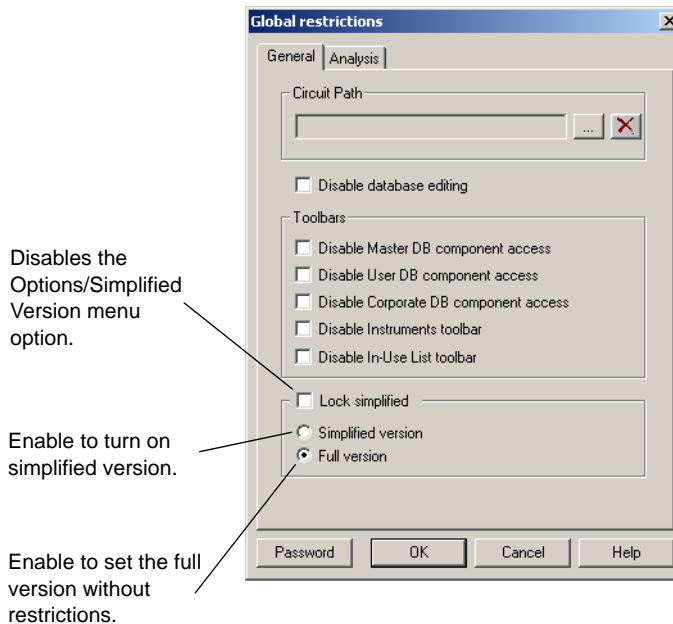 Global restrictions
General
Analysis
Circuit Path
...
Disable database editing
Toolbars
Disable Master DB component access
Disable User DB component access
Disable Corporate DB component access
Disable Instruments toolbar
Disable In-Use List toolbar
Lock simplified
Simplified version
Full version
Password
OK
Cancel
Help
Disables the
Options/Simplified
Version menu
option.
Enable to turn on
simplified version.
Enable to set the full
version without
restrictions.